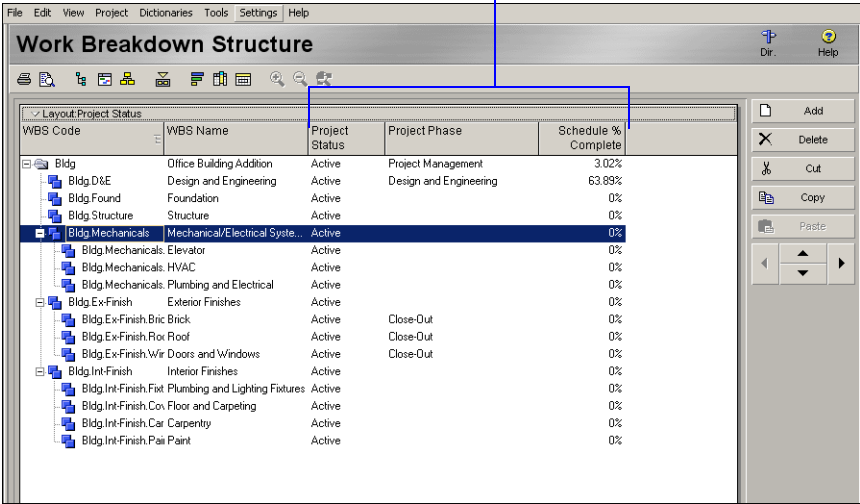 File Edit View Project Dictionaries Tools Settings Help
Work Breakdown Structure
Dir. Help
Layout:Project Status
WBS Code WBS Name Project Status Project Phase Schedule % Complete
Bldg Office Building Addition Active Project Management 3.02%
Bldg.D&E Design and Engineering Active Design and Engineering 63.89%
Bldg.Found Foundation Active 0%
Bldg.Structure Structure Active 0%
Bldg.Mechanicals Mechanical/Electrical Syste... Active 0%
Bldg.Mechanicals. Elevator Active 0%
Bldg.Mechanicals. HVAC Active 0%
Bldg.Mechanicals. Plumbing and Electrical Active 0%
Bldg.Ex-Finish Exterior Finishes Active 0%
Bldg.Ex-Finish.Bric Brick Active Close-Out 0%
Bldg.Ex-Finish.Roo Roof Active Close-Out 0%
Bldg.Ex-Finish.Wir Doors and Windows Active Close-Out 0%
Bldg.Int-Finish Interior Finishes Active 0%
Bldg.Int-Finish.Fixt Plumbing and Lighting Fixtures Active 0%
Bldg.Int-Finish.Cov Floor and Carpeting Active 0%
Bldg.Int-Finish.Car Carpentry Active 0%
Bldg.Int-Finish.Pai Paint Active 0%
Add
Delete
Cut
Copy
Paste